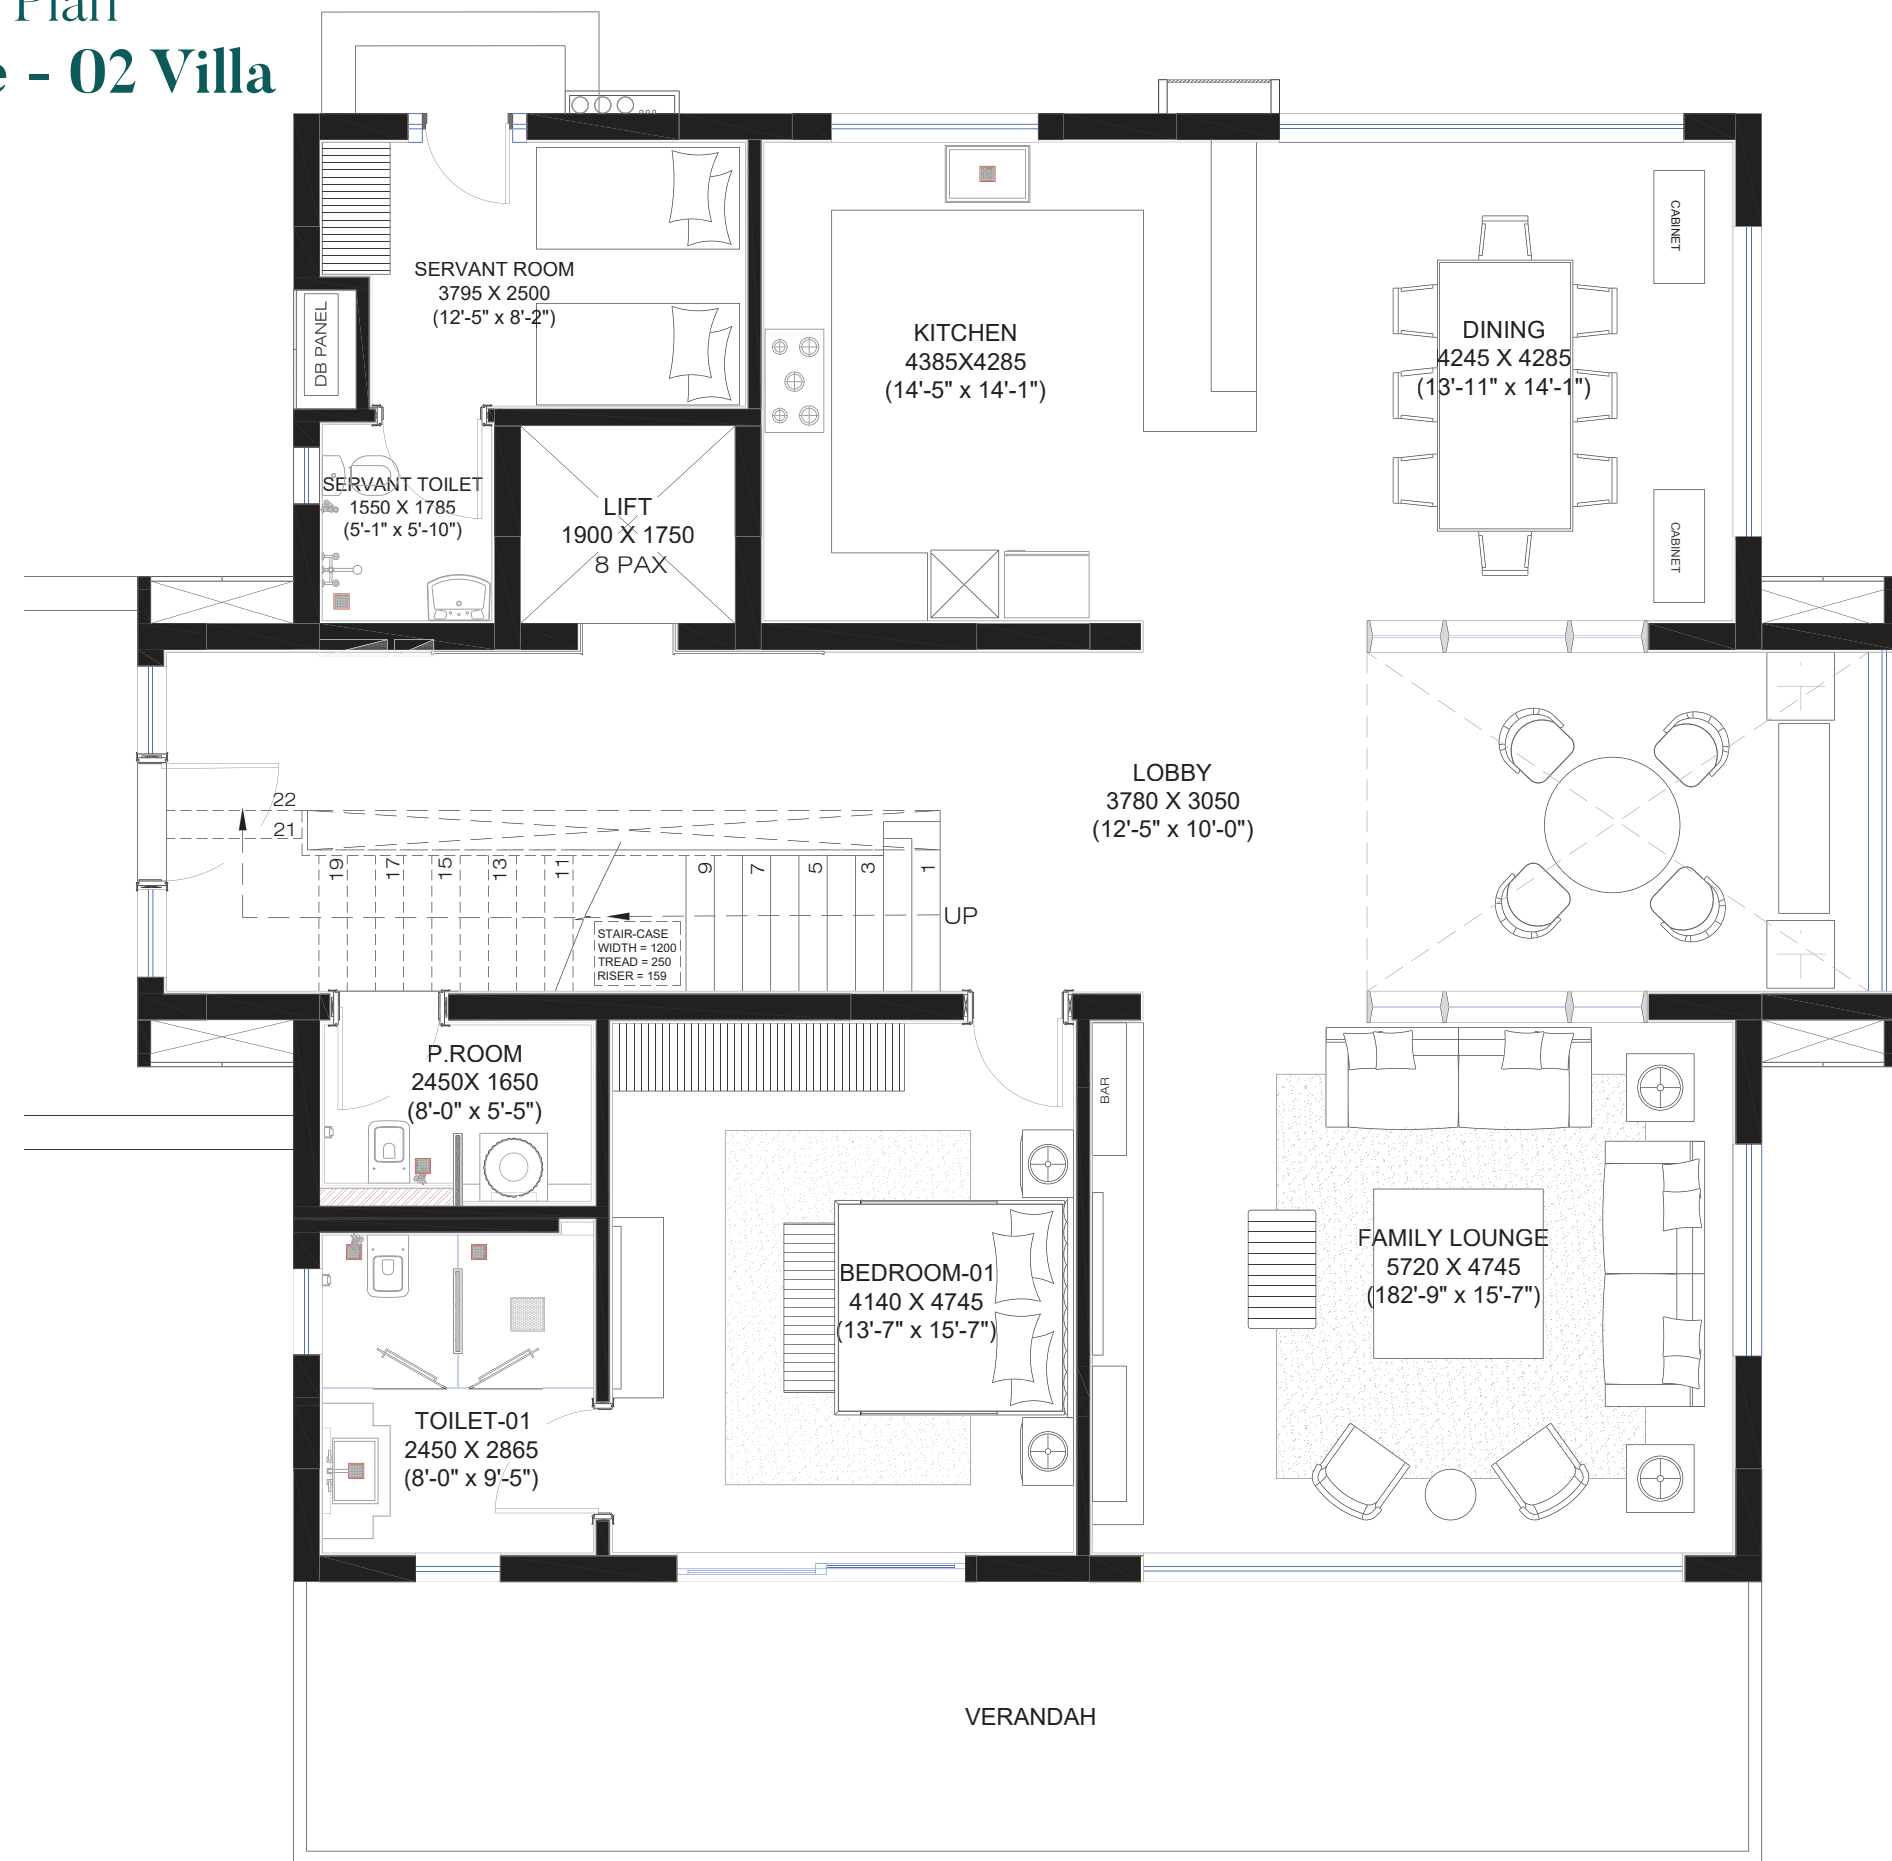 Plan
e - 02 Villa
SERVANT ROOM
3795 X 2500
(12'-5" x 8'-2")
DB PANEL
KITCHEN
4385X4285
(14'-5" x 14'-1")
DINING
4245 X 4285
(13'-11" x 14'-1")
CABINET
CABINET
SERVANT TOILET
1550 X 1785
(5'-1" x 5'-10")
LIFT
1900 X 1750
8 PAX
LOBBY
3780 X 3050
(12'-5" x 10'-0")
22
21
19
17
15
13
11
9
7
5
3
1
UP
STAIR-CASE
WIDTH = 1200
TREAD = 250
RISER = 159
P.ROOM
2450X 1650
(8'-0" x 5'-5")
BAR
BEDROOM-01
4140 X 4745
(13'-7" x 15'-7")
FAMILY LOUNGE
5720 X 4745
(182'-9" x 15'-7")
TOILET-01
2450 X 2865
(8'-0" x 9'-5")
VERANDAH